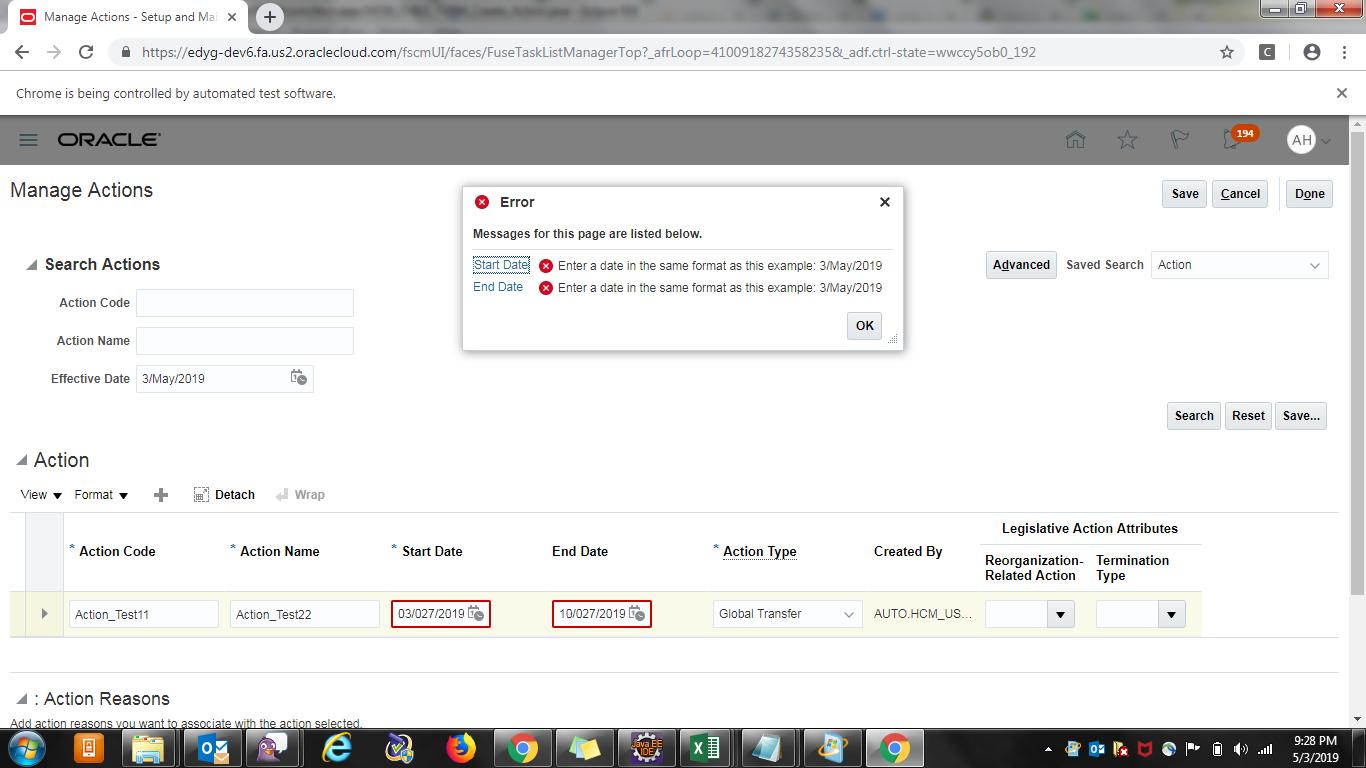 Manage Actions - Setup and Mai
https://edyg-dev6.fa.us2.oraclecloud.com/fscmUI/faces/FuseTaskListManagerTop?_afrLoop=41009182743582​35&_adf.ctrl-state=wwccy5ob0_192
C
Chrome is being controlled by automated test software.
ORACLE
194
AH
Manage Actions
Save
Cancel
Done
Error
Messages for this page are listed below.
Start Date Enter a date in the same format as this example: 3/May/2019
End Date Enter a date in the same format as this example: 3/May/2019
OK
Search Actions
Advanced Saved Search Action
Action Code
Action Name
Effective Date 3/May/2019
Search Reset Save...
Action
View Format Detach Wrap
Legislative Action Attributes
* Action Code * Action Name * Start Date End Date * Action Type Created By
Reorganization-Related Action
Termination Type
Action_Test11 Action_Test22 03/027/2019 10/027/2019 Global Transfer AUTO.HCM_US...
: Action Reasons
Add action reasons you want to associate with the action selected.
Java EE
IDE
9:28 PM
5/3/2019